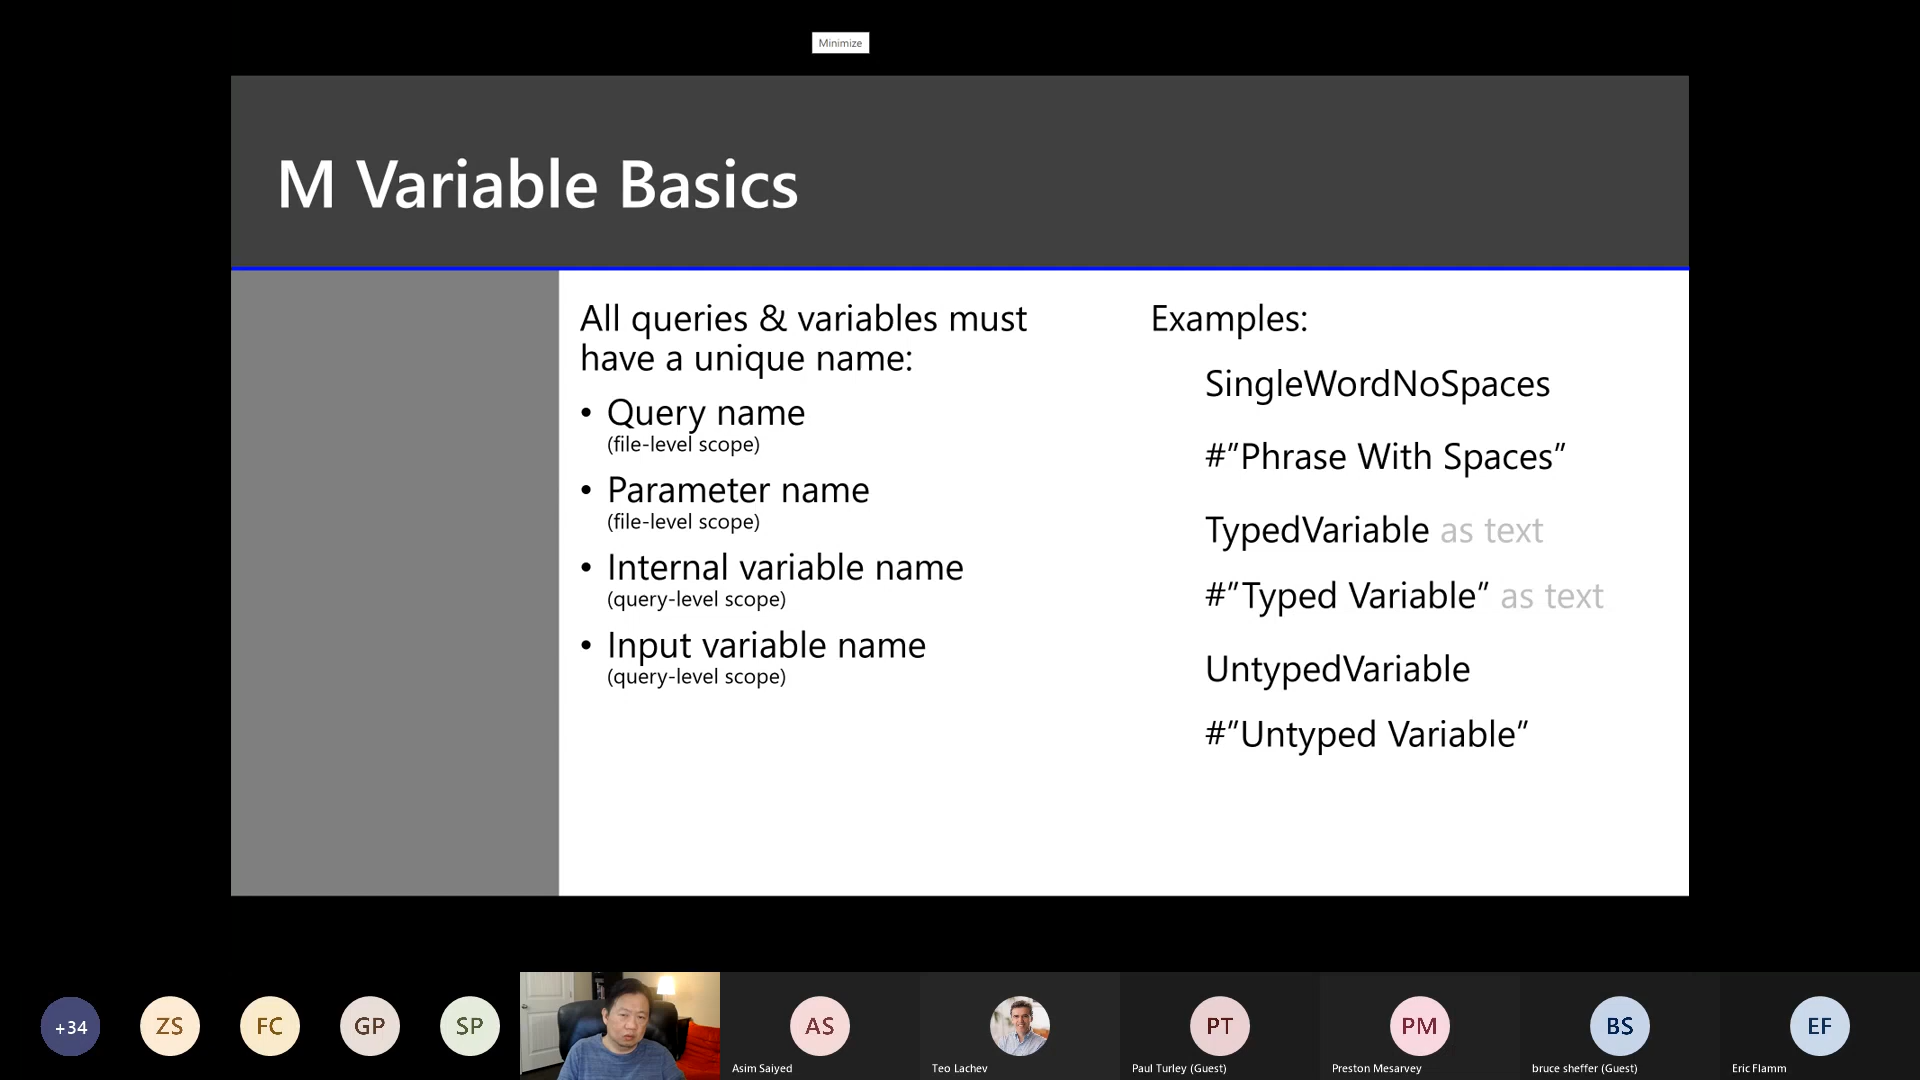 Minimize
M Variable Basics
All queries & variables must
have a unique name:
• Query name
(file-level scope)
• Parameter name
(file-level scope)
• Internal variable name
(query-level scope)
• Input variable name
(query-level scope)
Examples:
SingleWordNoSpaces
#”Phrase With Spaces”
TypedVariable as text
#”Typed Variable” as text
UntypedVariable
#”Untyped Variable”
+34
ZS
FC
GP
SP
AS
Asim Saiyed
Teo Lachev
PT
Paul Turley (Guest)
PM
Preston Mesarvey
BS
bruce sheffer (Guest)
EF
Eric Flamm